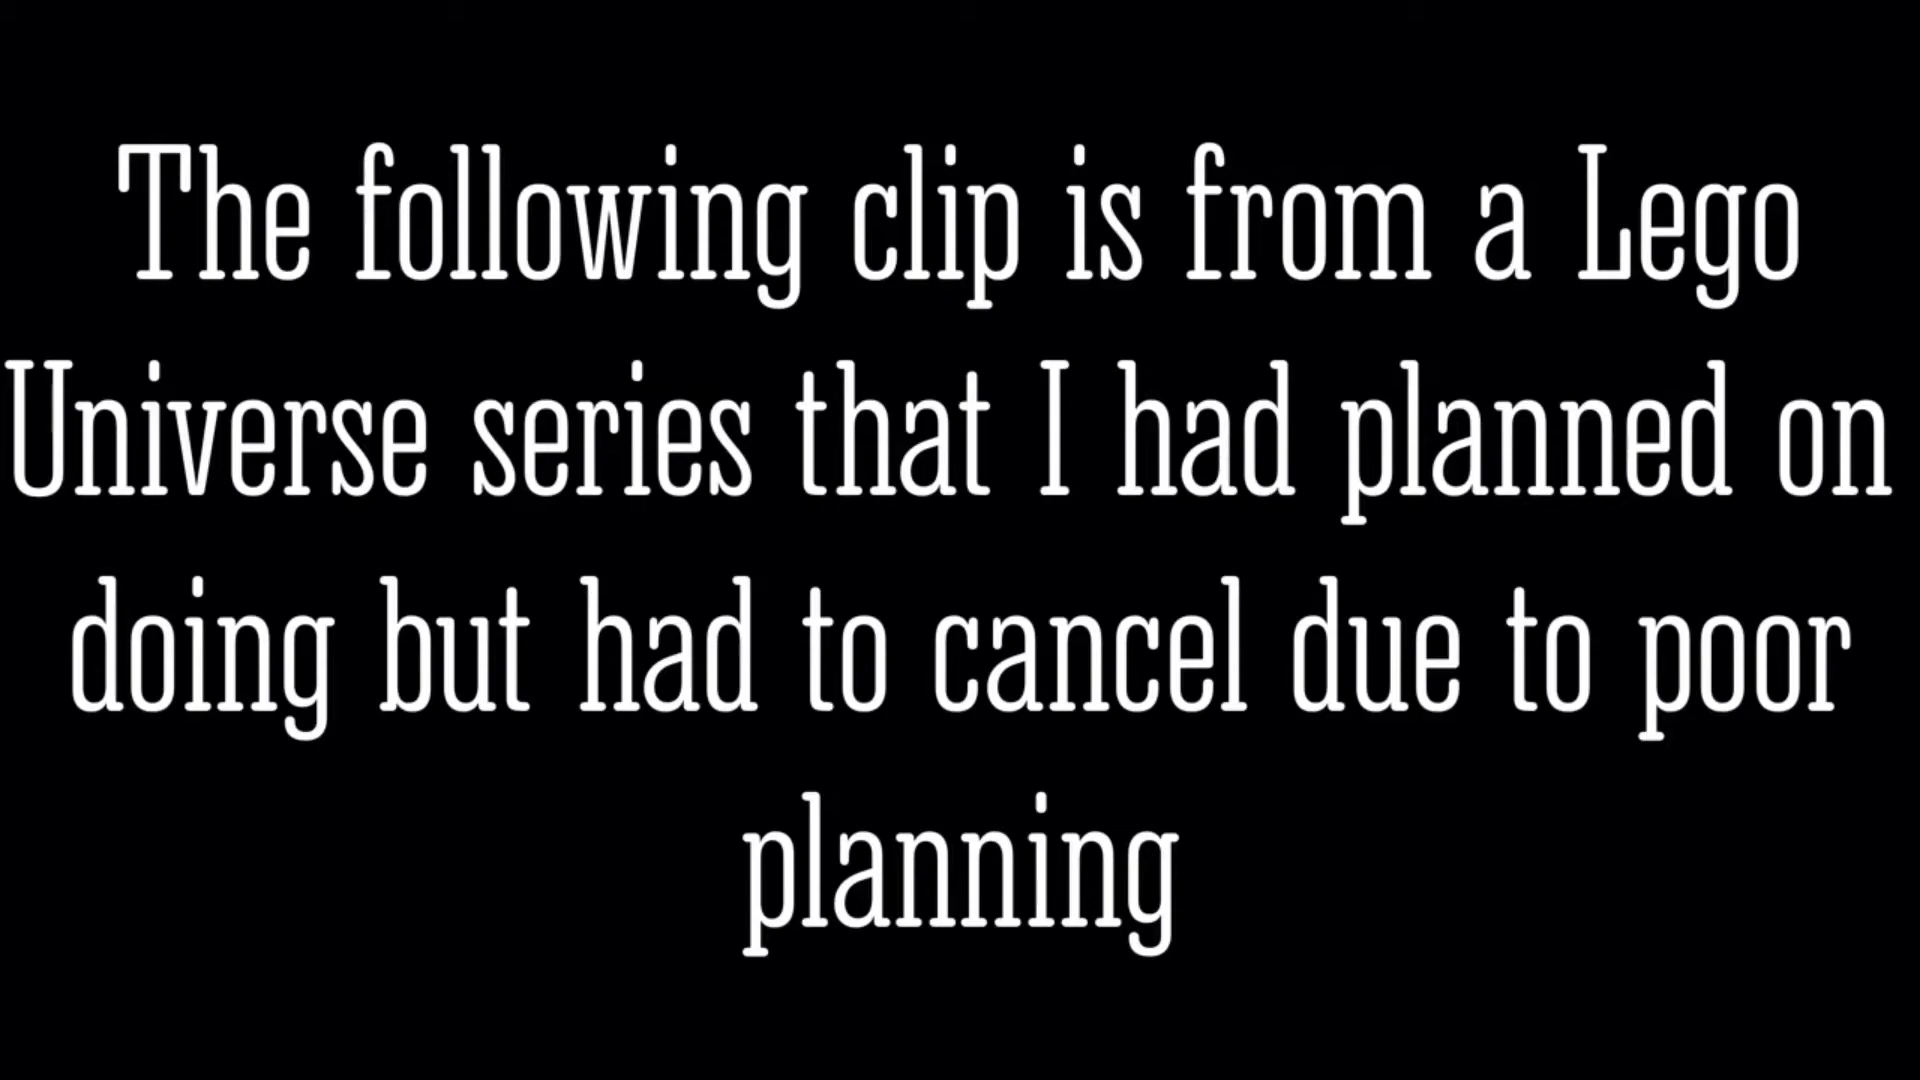 The following clip is from a Lego
Universe series that I had planned on
doing but had to cancel due to poor
planning